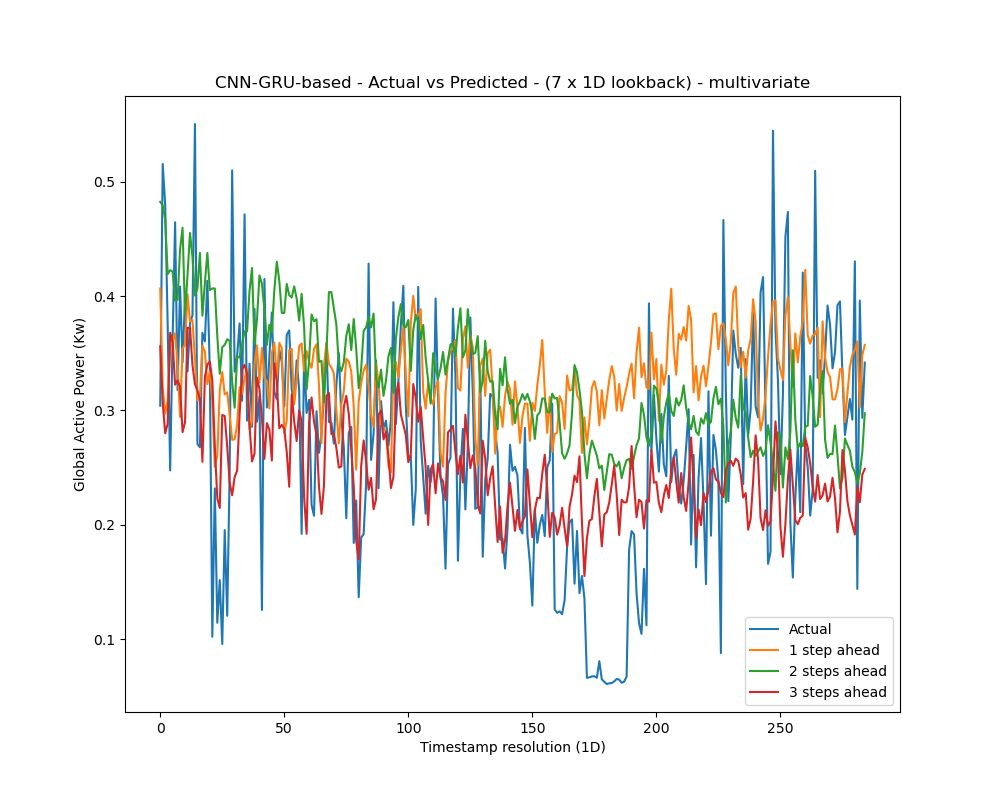 CNN-GRU-based - Actual vs Predicted - (7 x 1D lookback) - multivariate
Global Active Power (Kw)
0.5
0.4
0.3
0.2
0.1
0
50
100
150
200
250
Timestamp resolution (1D)
Actual
1 step ahead
2 steps ahead
3 steps ahead